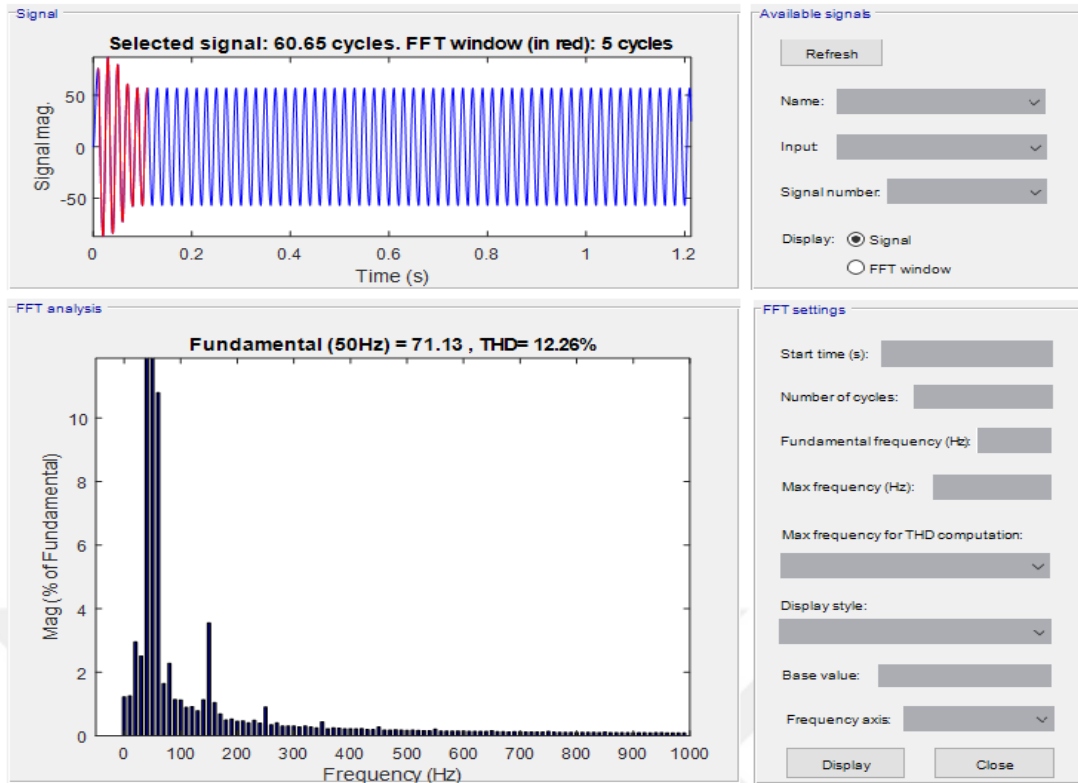 Signal
Selected signal: 60.65 cycles. FFT window (in red): 5 cycles
50
0
-50
Signal mag.
0 0.2 0.4 0.6 0.8 1 1.2
Time (s)
Available signals
Refresh
Name:
Input:
Signal number:
Display: Signal
FFT window
FFT analysis
Fundamental (50Hz) = 71.13 , THD= 12.26%
10
8
6
4
2
0
Mag (% of Fundamental)
0 100 200 300 400 500 600 700 800 900 1000
Frequency (Hz)
FFT settings
Start time (s):
Number of cycles:
Fundamental frequency (Hz):
Max frequency (Hz):
Max frequency for THD computation:
Display style:
Base value:
Frequency axis:
Display Close